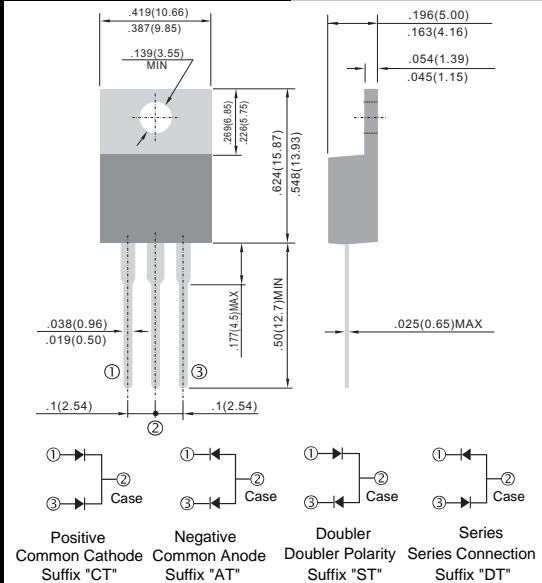 .419(10.66)
.387(9.85)
.139(3.55)
MIN
.269(6.85)
.226(5.75)
.624(15.87)
.548(13.93)
.177(4.5)MAX
.50(12.7)MIN
.038(0.96)
.019(0.50)
①
③
.1(2.54)
.1(2.54)
②
.196(5.00)
.163(4.16)
.054(1.39)
.045(1.15)
.025(0.65)MAX
①
②
Case
③
Positive
Common Cathode
Suffix "CT"
①
②
Case
③
Negative
Common Anode
Suffix "AT"
①
②
Case
③
Doubler
Doubler Polarity
Suffix "ST"
①
②
Case
③
Series
Series Connection
Suffix "DT"